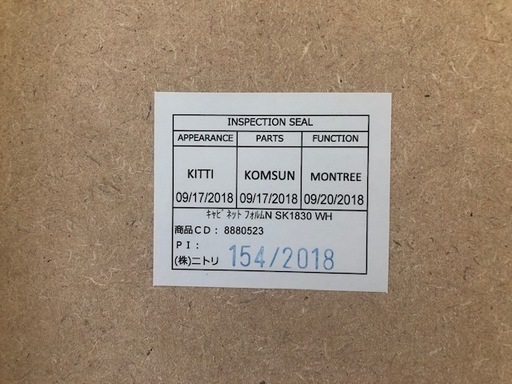 INSPECTION SEAL
APPEARANCE PARTS FUNCTION
KITTI KOMSUN MONTREE
09/17/2018 09/17/2018 09/20/2018
ｷｬﾋﾞﾈｯﾄ ﾌｫﾙﾑN SK1830 WH
商品CD： 8880523
PI： 154/2018
(株)ニトリ